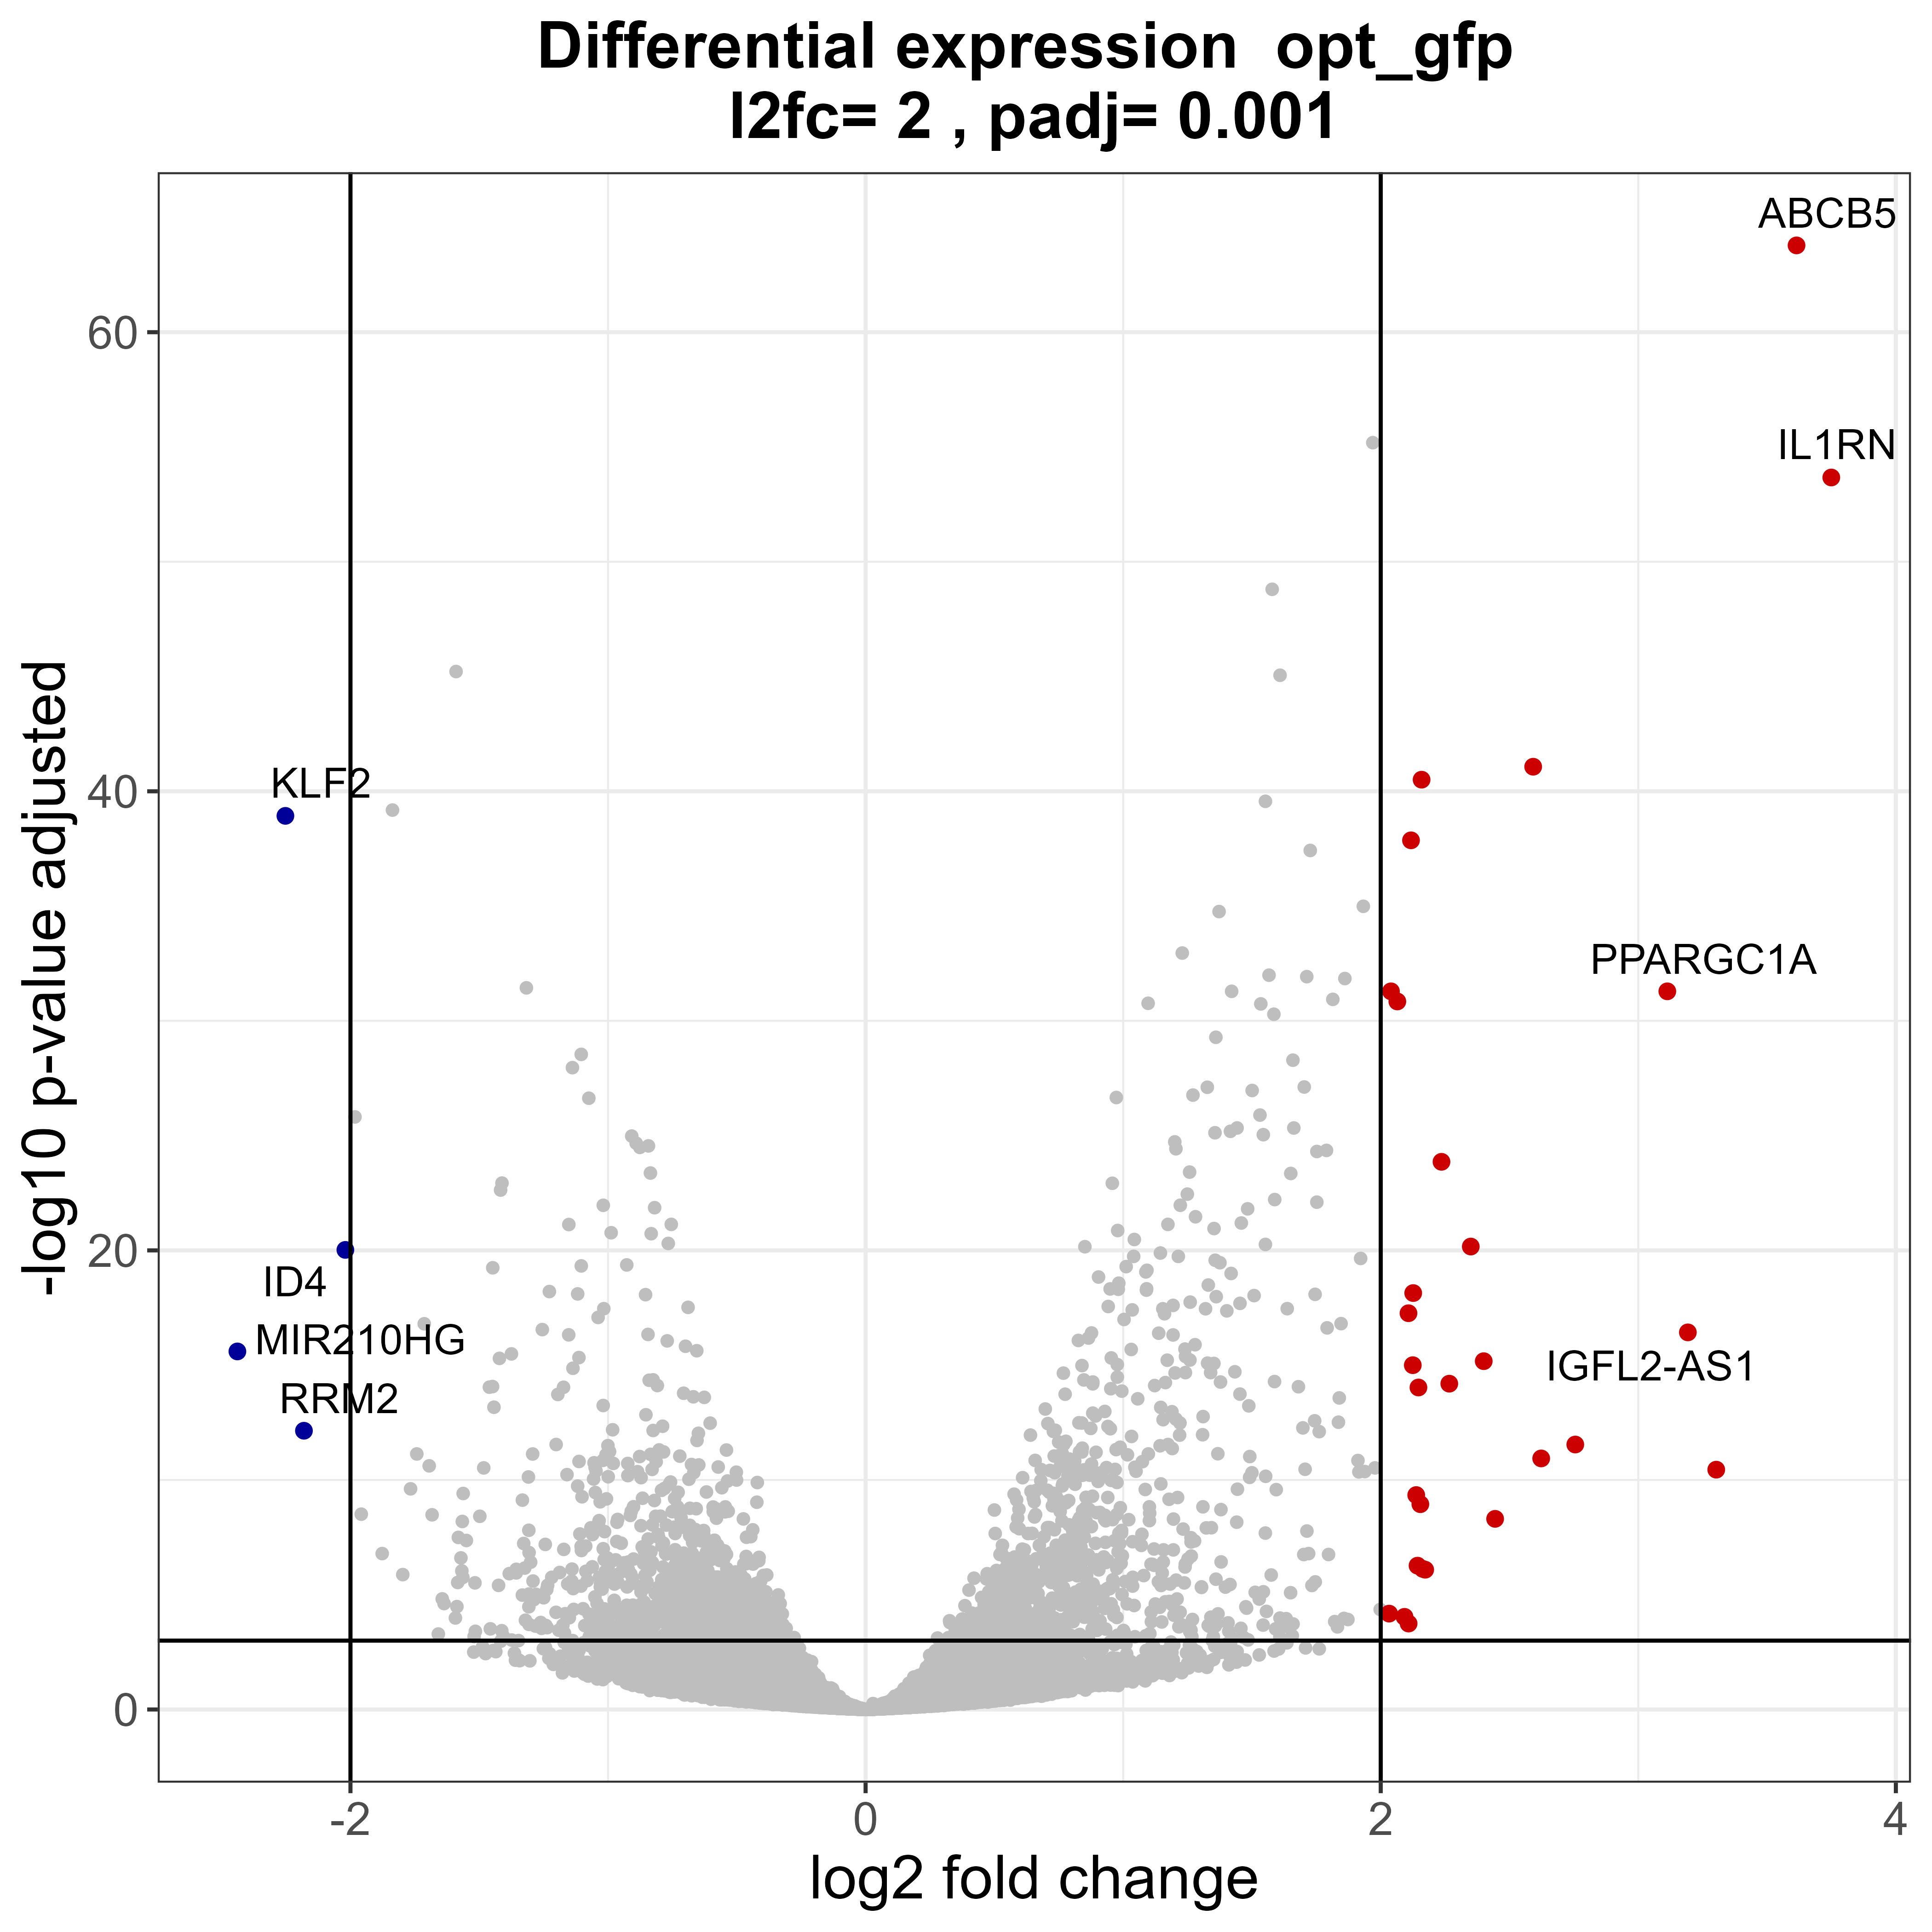 Differential expression  opt_gfp
l2fc= 2 , padj= 0.001
ABCB5
60
IL1RN
KLF2
40
PPARGC1A
-log10 p-value adjusted
20
ID4
MIR210HG
IGFL2-AS1
RRM2
0
-2
0
2
4
log2 fold change